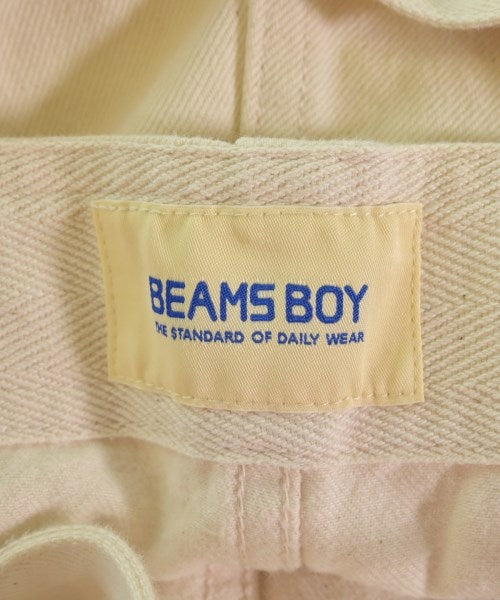 BEAMS BOY
THE STANDARD OF DAILY WEAR